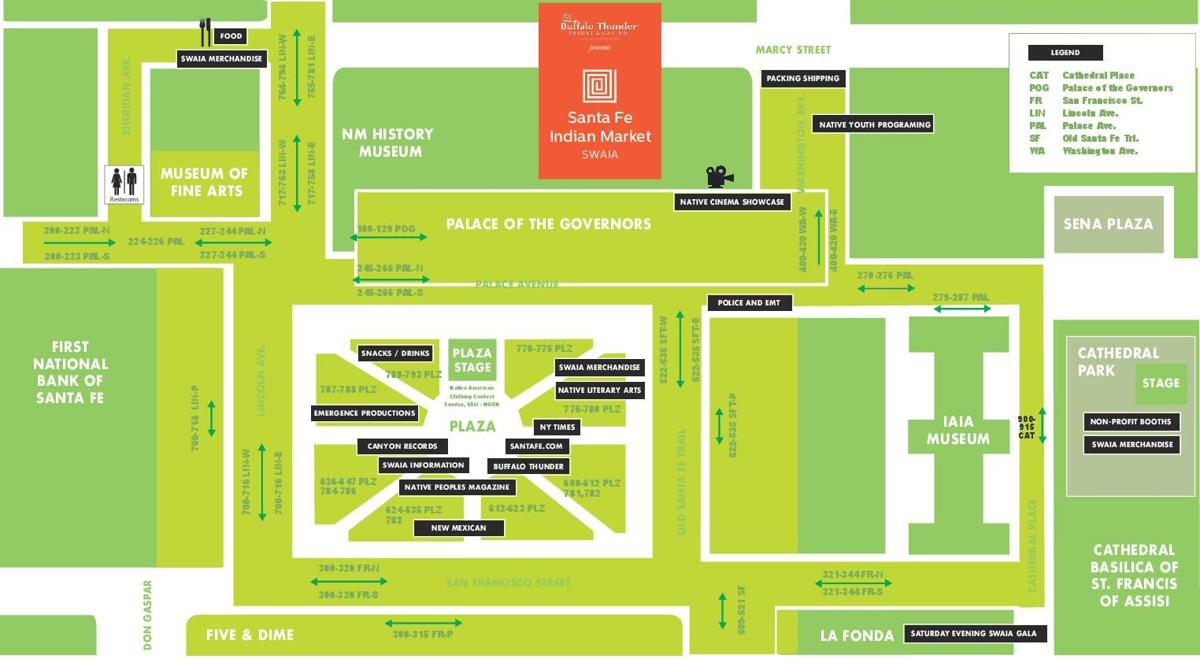 Buffalo Thunder
RESORT & CASINO
presents
Santa Fe
Indian Market
SWAIA
FOOD
SWAIA MERCHANDISE
SHERIDAN AVE.
764-794 LIN-W
755-781 LIN-E
717-763 LIN-W
717-754 LIN-E
MUSEUM OF
FINE ARTS
Restrooms
NM HISTORY
MUSEUM
MARCY STREET
PACKING SHIPPING
WASHINGTON AVE.
NATIVE YOUTH PROGRAMING
LEGEND
CAT Cathedral Place
POG Palace of the Governors
FR San Francisco St.
LIN Lincoln Ave.
PAL Palace Ave.
SF Old Santa Fe Trl.
WA Washington Ave.
NATIVE CINEMA SHOWCASE
PALACE OF THE GOVERNORS
100-129 POG
245-266 PAL-N
245-266 PAL-S
PALACE AVENUE
400-420 WA-W
400-420 WA-E
SENA PLAZA
200-223 PAL-N
200-223 PAL-S
224-226 PAL
227-244 PAL-N
227-244 PAL-S
270-276 PAL
279-287 PAL
POLICE AND EMT
FIRST
NATIONAL
BANK OF
SANTA FE
700-714 LIN-P
LINCOLN AVE.
700-716 LIN-W
700-716 LIN-E
SNACKS / DRINKS
789-793 PLZ
787-788 PLZ
EMERGENCE PRODUCTIONS
PLAZA
STAGE
Native American
Clothing Contest
Sunday, 9AM - NOON
PLAZA
770-775 PLZ
SWAIA MERCHANDISE
NATIVE LITERARY ARTS
776-780 PLZ
NY TIMES
CANYON RECORDS
SANTAFE.COM
SWAIA INFORMATION
BUFFALO THUNDER
636-647 PLZ
784-786
NATIVE PEOPLES MAGAZINE
600-612 PLZ
781,782
624-635 PLZ
783
612-623 PLZ
NEW MEXICAN
522-535 SFT-W
522-535 SFT-E
522-535 SFT-P
OLD SANTA FE TRAIL
IAIA
MUSEUM
900-
915
CAT
CATHEDRAL PLACE
CATHEDRAL
PARK
STAGE
NON-PROFIT BOOTHS
SWAIA MERCHANDISE
CATHEDRAL
BASILICA OF
ST. FRANCIS
OF ASSISI
DON GASPAR
300-320 FR-N
300-320 FR-S
SAN FRANCISCO STREET
321-344 FR-N
321-344 FR-S
500-521 SF
FIVE & DIME
300-315 FR-P
LA FONDA
SATURDAY EVENING SWAIA GALA